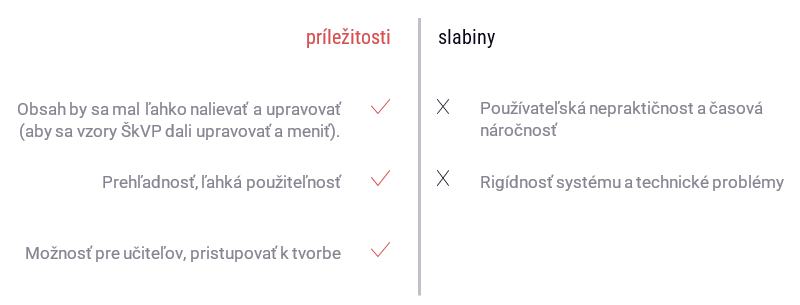 príležitosti
Obsah by sa mal ľahko nalievať a upravovať
(aby sa vzory ŠkVP dali upravovať a meniť).
Prehľadnosť, ľahká použiteľnosť
Možnosť pre učiteľov, pristupovať k tvorbe
slabiny
Používateľská nepraktičnost a časová
náročnosť
Rigídnosť systému a technické problémy